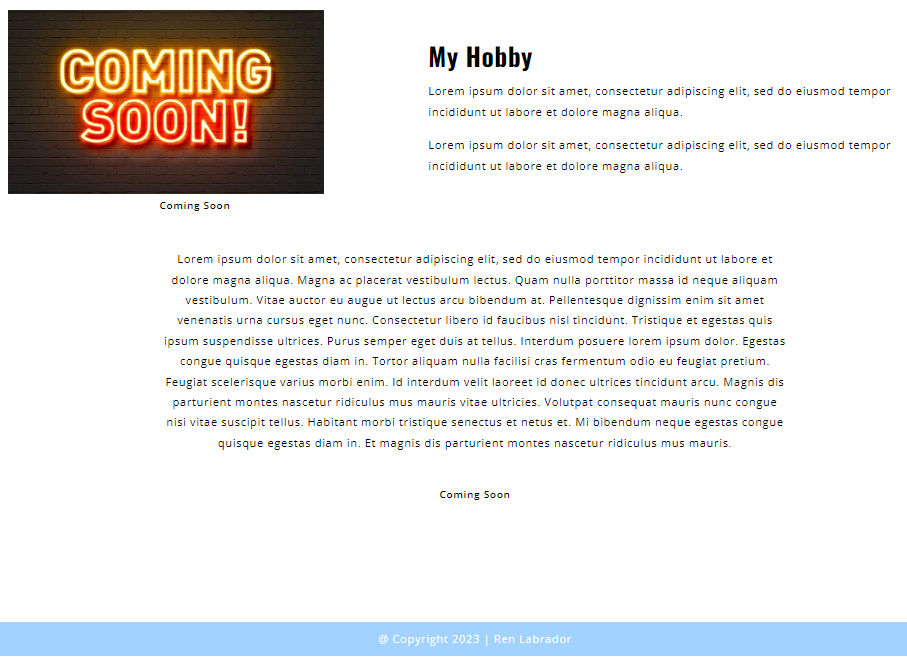 COMING
SOON!
Coming Soon
My Hobby
Lorem ipsum dolor sit amet, consectetur adipiscing elit, sed do eiusmod tempor
incididunt ut labore et dolore magna aliqua.
Lorem ipsum dolor sit amet, consectetur adipiscing elit, sed do eiusmod tempor
incididunt ut labore et dolore magna aliqua.
Lorem ipsum dolor sit amet, consectetur adipiscing elit, sed do eiusmod tempor incididunt ut labore et
dolore magna aliqua. Magna ac placerat vestibulum lectus. Quam nulla porttitor massa id neque aliquam
vestibulum. Vitae auctor eu augue ut lectus arcu bibendum at. Pellentesque dignissim enim sit amet
venenatis urna cursus eget nunc. Consectetur libero id faucibus nisl tincidunt. Tristique et egestas quis
ipsum suspendisse ultrices. Purus semper eget duis at tellus. Interdum posuere lorem ipsum dolor. Egestas
congue quisque egestas diam in. Tortor aliquam nulla facilisi cras fermentum odio eu feugiat pretium.
Feugiat scelerisque varius morbi enim. Id interdum velit laoreet id donec ultrices tincidunt arcu. Magnis dis
parturient montes nascetur ridiculus mus mauris vitae ultricies. Volutpat consequat mauris nunc congue
nisi vitae suscipit tellus. Habitant morbi tristique senectus et netus et. Mi bibendum neque egestas congue
quisque egestas diam in. Et magnis dis parturient montes nascetur ridiculus mus mauris.
Coming Soon
@ Copyright 2023 | Ren Labrador